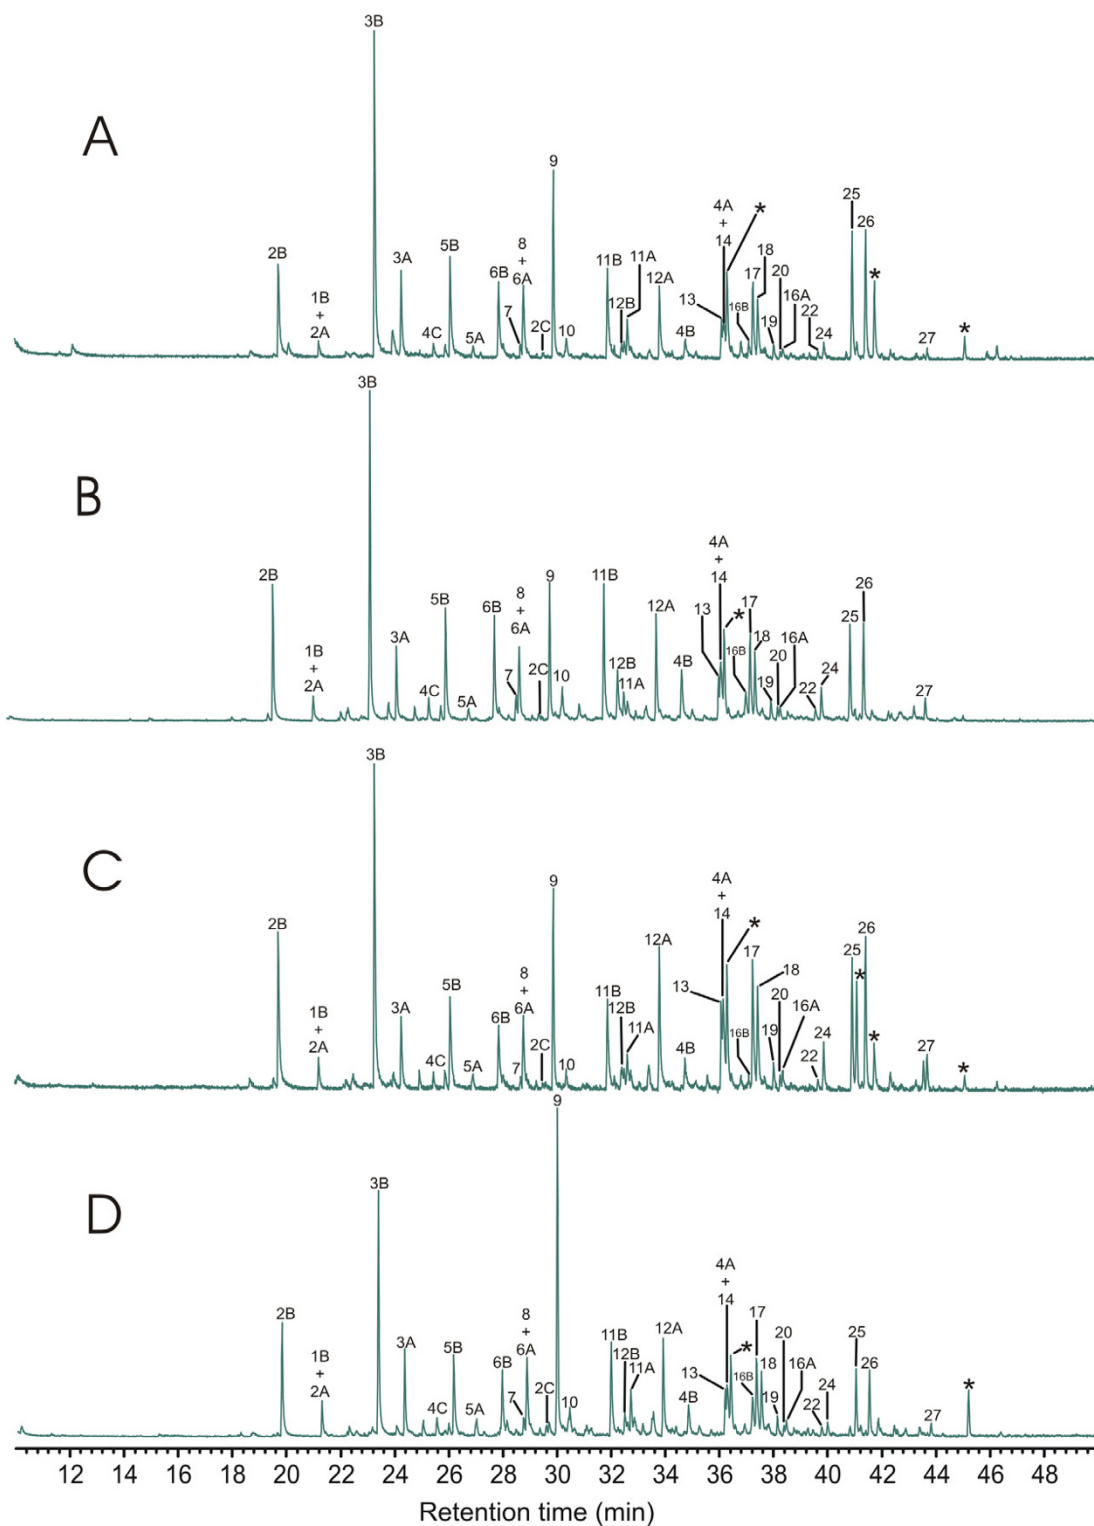 A
3B
2B
1B
+
2A
3A
4C
5B
5A
6B
7
8
+
6A
2C
9
10
11B
12B
11A
12A
4B
13
4A
+
14
*
16B
17
18
19
20
16A
22
24
25
26
*
27
*
B
3B
2B
1B
+
2A
3A
4C
5B
5A
6B
7
8
+
6A
2C
9
10
11B
12B
11A
12A
4B
13
4A
+
14
*
16B
17
18
19
20
16A
22
24
25
26
27
C
3B
2B
1B
+
2A
3A
4C
5B
5A
6B
7
8
+
6A
2C
9
10
11B
12B
11A
12A
4B
13
4A
+
14
*
16B
17
18
19
20
16A
22
24
25
*
26
*
27
*
D
3B
2B
1B
+
2A
3A
4C
5B
5A
6B
7
8
+
6A
2C
9
10
11B
12B
11A
12A
4B
13
4A
+
14
*
16B
17
18
19
20
16A
22
24
25
26
27
*
12 14 16 18 20 22 24 26 28 30 32 34 36 38 40 42 44 46 48
Retention time (min)